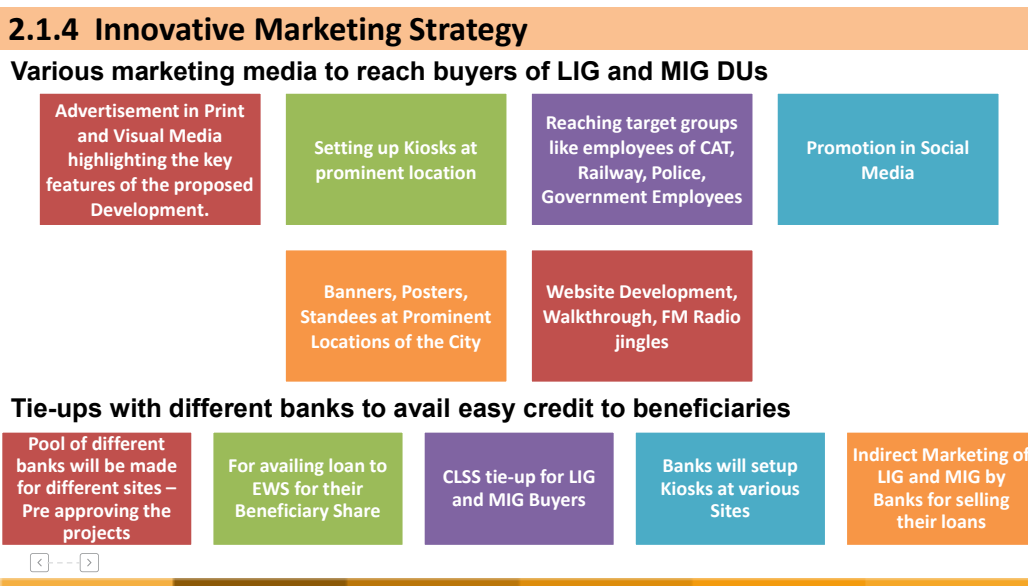 2.1.4 Innovative Marketing Strategy
Various marketing media to reach buyers of LIG and MIG DUs
Advertisement in Print
and Visual Media
highlighting the key
features of the proposed
Development.
Setting up Kiosks at
prominent location
Reaching target groups
like employees of CAT,
Railway, Police,
Government Employees
Promotion in Social
Media
Banners, Posters,
Standees at Prominent
Locations of the City
Website Development,
Walkthrough, FM Radio
jingles
Tie-ups with different banks to avail easy credit to beneficiaries
Pool of different
banks will be made
for different sites –
Pre approving the
projects
For availing loan to
EWS for their
Beneficiary Share
CLSS tie-up for LIG
and MIG Buyers
Banks will setup
Kiosks at various
Sites
Indirect Marketing of
LIG and MIG by
Banks for selling
their loans